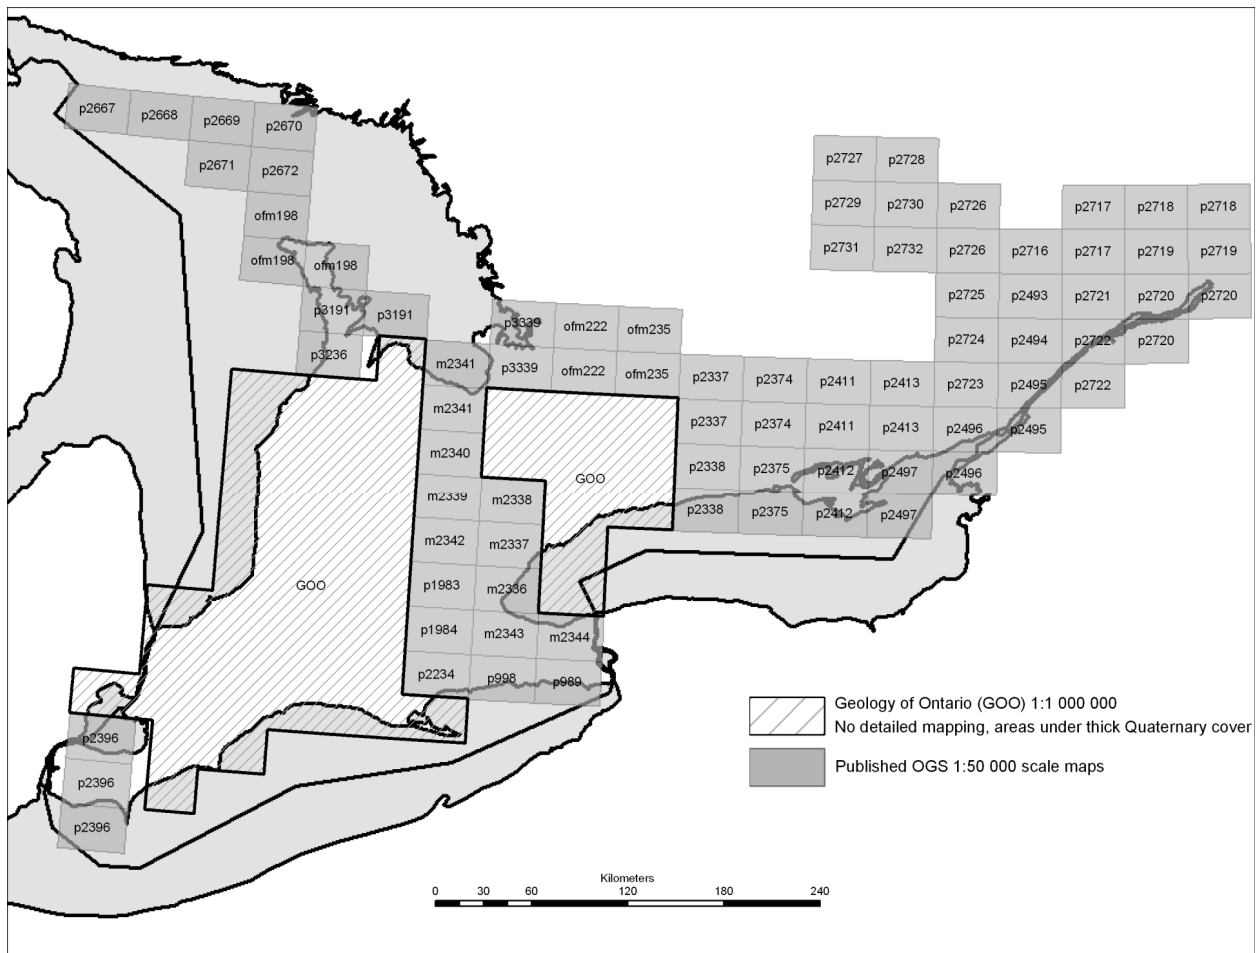 p2667 p2668 p2669 p2670
p2671 p2672
ofm198
ofm198 ofm198
p3191 p3191
p3236
p2727 p2728
p2729 p2730 p2726 p2717 p2718 p2718
p2731 p2732 p2726 p2716 p2717 p2719 p2719
p2725 p2493 p2721 p2720 p2720
p3339 ofm222 ofm235 p2724 p2494 p2722 p2720
m2341 p3339 ofm222 ofm235 p2337 p2374 p2411 p2413 p2723 p2495 p2722
m2341 p2337 p2374 p2411 p2413 p2496 p2495
m2340 GOO p2338 p2375 p2412 p2497 p2496
m2339 m2338 p2338 p2375 p2412 p2497
m2342 m2337
GOO p1983 m2336
p1984 m2343 m2344
p2234 p998 p989
p2396
p2396
p2396
Geology of Ontario (GOO) 1:1 000 000
No detailed mapping, areas under thick Quaternary cover
Published OGS 1:50 000 scale maps
Kilometers
0 30 60 120 180 240